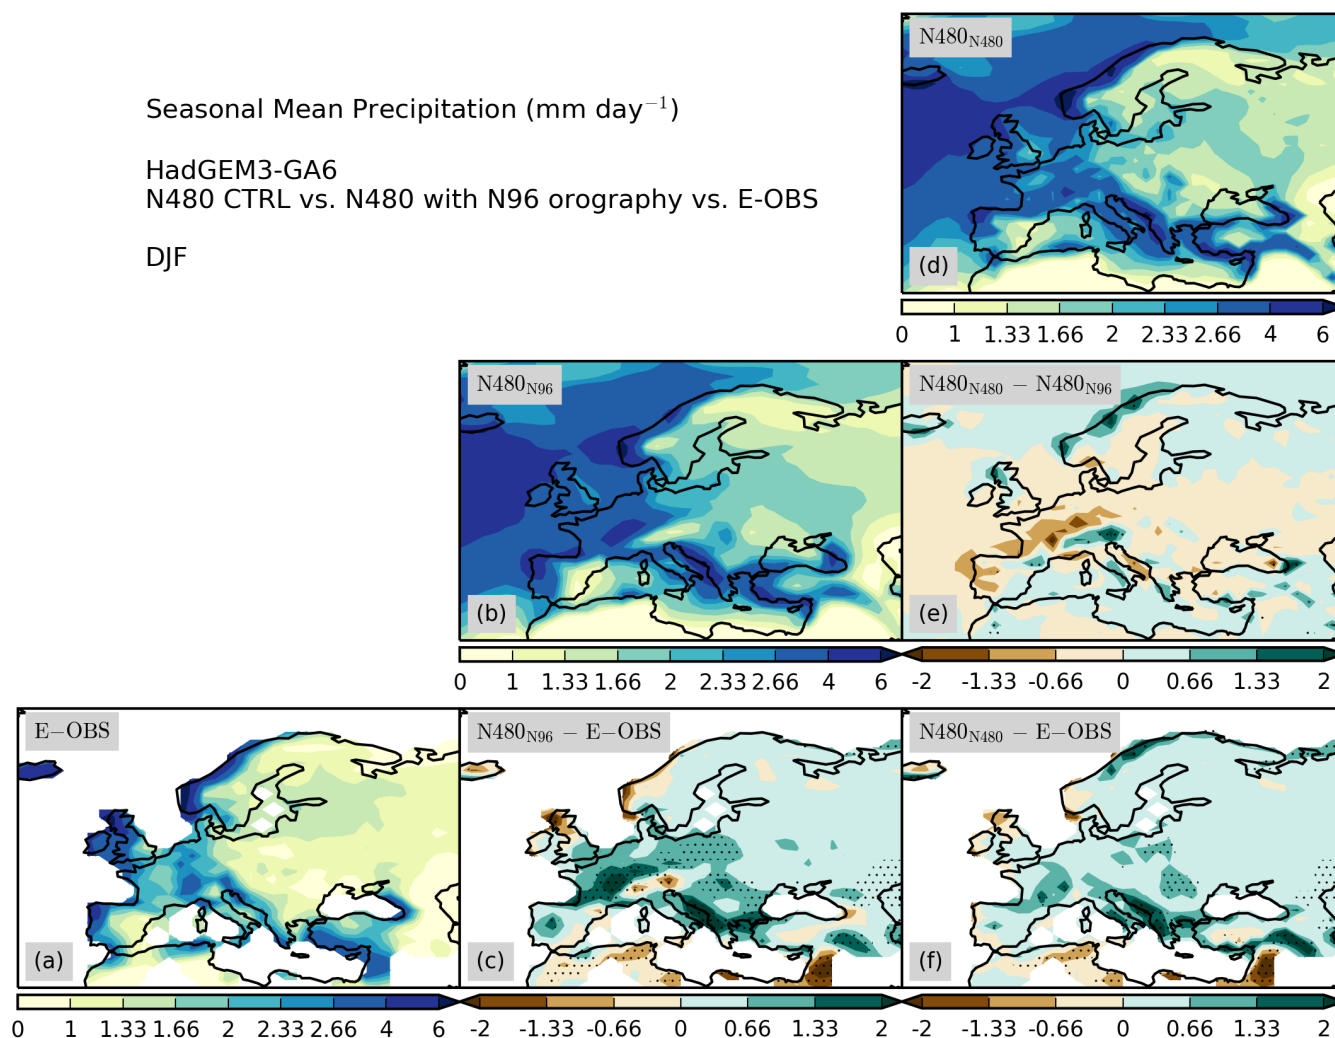 N480N480
Seasonal Mean Precipitation (mm day−1)
HadGEM3-GA6
N480 CTRL vs. N480 with N96 orography vs. E-OBS
DJF
(d)
0 1 1.33 1.66 2 2.33 2.66 4 6
N480N96
N480N480 − N480N96
(b)
(e)
0 1 1.33 1.66 2 2.33 2.66 4 6
-2 -1.33 -0.66 0 0.66 1.33 2
E−OBS
N480N96 − E−OBS
N480N480 − E−OBS
(a)
(c)
(f)
0 1 1.33 1.66 2 2.33 2.66 4 6
-2 -1.33 -0.66 0 0.66 1.33 2
-2 -1.33 -0.66 0 0.66 1.33 2